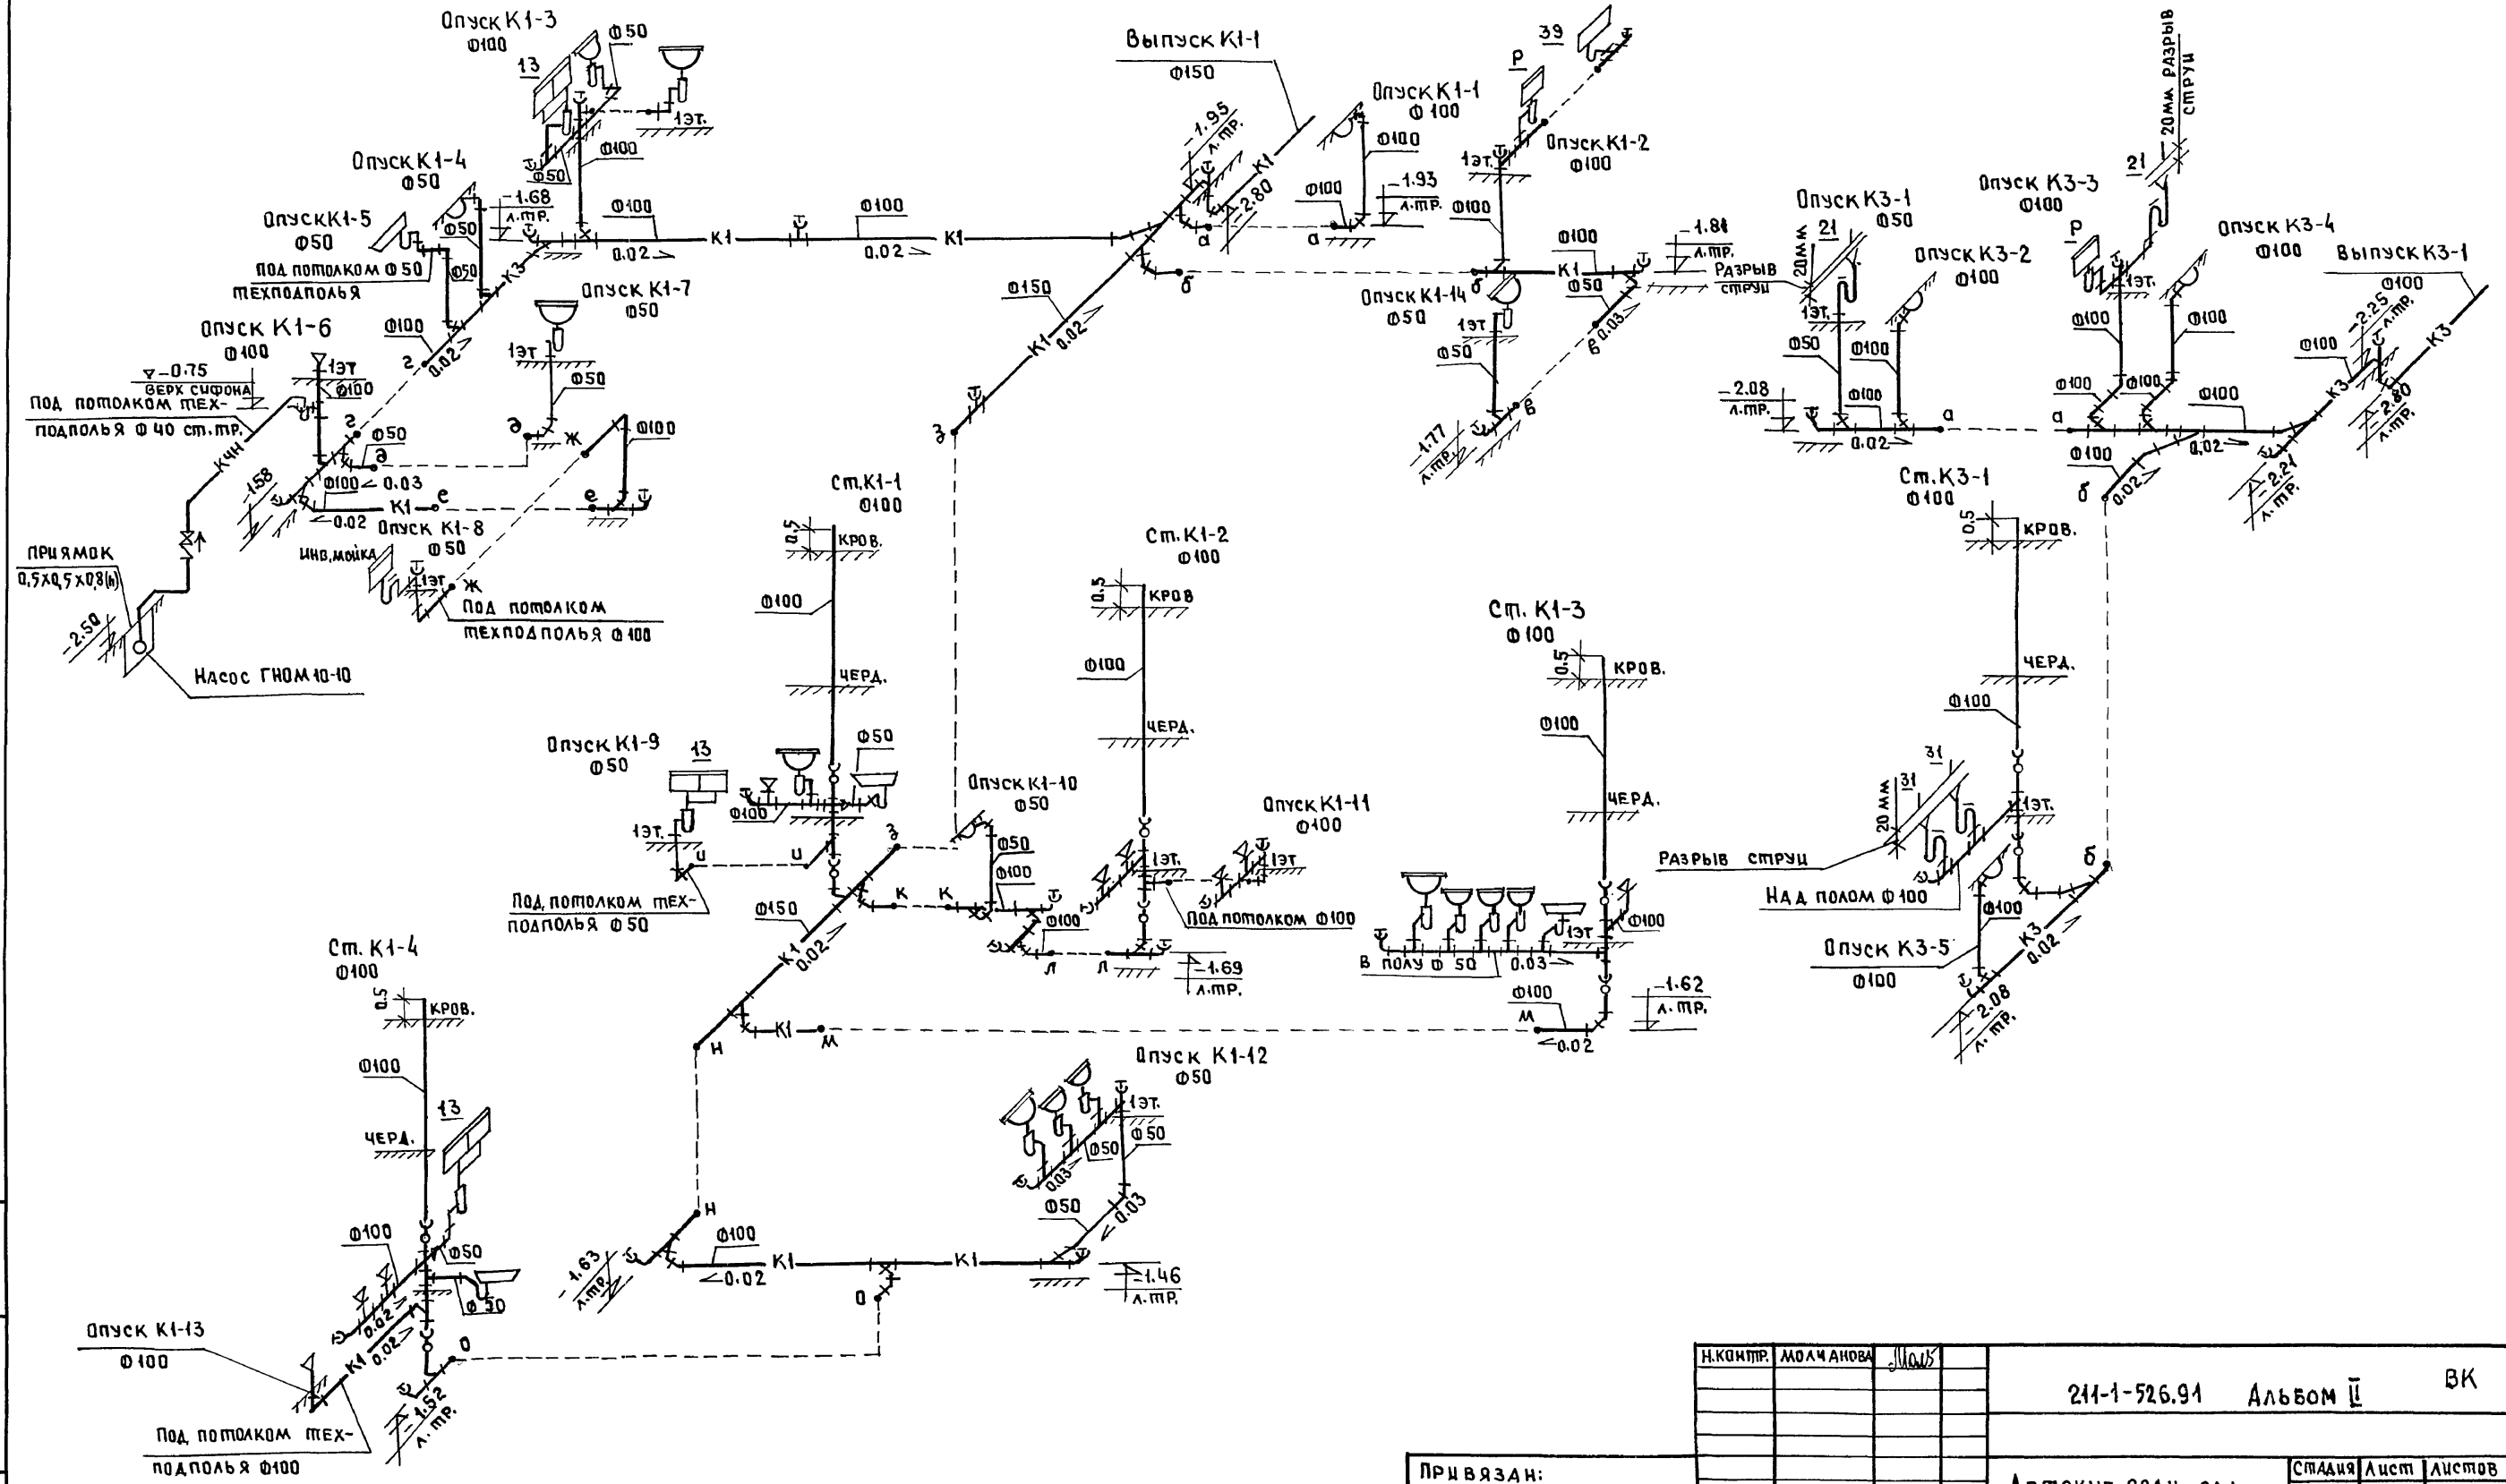 Опуск К1-3
Ф100
13
Ф50
1эт.
Ф100
Ф50
Опуск К1-4
Ф50
-1.68
л.тр.
Опуск К1-5
Ф50
Ф50
Под потолком Ф50
техподполья
Ф50
Ф100
0.02
К1
Ф100
0.02
К1
К3
Опуск К1-6
Ф100
Ф100
г
0.02
Опуск К1-7
Ф50
1эт
Ф50
-0.75
верх сифона
1эт
Ф100
Под потолком тех-
подполья Ф40 ст.тр.
г
Ф50
д
д
ж
Ф100
КЧН
-1.58
Ф100
0.03
К1
е
е
0.02
Опуск К1-8
Ф50
инв.мойка
1эт
ж
Под потолком
техподполья Ф100
Приямок
0,5х0,5х0,8(h)
-2.50
Насос ГНОМ 10-10
Выпуск К1-1
Ф150
-1.95
л.тр.
К1
-2.80
а
Опуск К1-1
Ф100
Ф100
Ф100
-1.93
л.тр.
а
б
Ф150
К1
0.02
з
39
Р
Опуск К1-2
Ф100
1эт.
Ф100
Ф100
К1
б
-1.81
л.тр.
Ф50
0.03
в
Опуск К1-14
Ф50
1эт
Ф50
в
-1.77
л.тр.
Разрыв
струи
20мм
21
Опуск К3-1
Ф50
1эт.
Ф50
Опуск К3-2
Ф100
Ф100
Ф100
-2.08
л.тр.
0.02
а
а
Опуск К3-3
Ф100
21
20мм разрыв
струи
Р
1эт.
Ф100
Ф100
Опуск К3-4
Ф100
Ф100
Ф100
Ф100
0.02
Выпуск К3-1
Ф100
-2.25
л.тр.
Ф100
К3
К3
-2.80
л.тр.
-2.21
л.тр.
Ф100
0.02
б
Ст.К1-1
Ф100
0.5
кров.
Ф100
черд.
Ст.К1-2
Ф100
0.5
кров
Ф100
черд.
Ст. К1-3
Ф100
0.5
кров.
Ф100
черд.
Ст.К3-1
Ф100
0.5
кров.
черд.
Ф100
31
31
20мм
1эт.
Разрыв струи
Над полом Ф100
б
Ф100
Опуск К3-5
Ф100
К3
0.02
-2.08
л.тр.
Опуск К1-9
Ф50
13
1эт.
и
и
Под потолком тех-
подполья Ф50
Ф100
Ф50
з
Опуск К1-10
Ф50
Ф50
Ф100
к
к
Ф150
К1
0.02
Ф100
л
л
1эт.
Опуск К1-11
Ф100
1эт
Под потолком Ф100
-1.69
л.тр.
1эт
Ф100
В полу Ф50
0.03
Ф100
м
0.02
-1.62
л.тр.
н
К1
м
Ст. К1-4
Ф100
0.5
кров.
Ф100
13
черд.
Ф100
Ф50
Ф50
0.02
К1
0.02
о
-1.52
л.тр.
Опуск К1-13
Ф100
Под потолком тех-
подполья Ф100
Опуск К1-12
Ф50
1эт.
Ф50
Ф50
0.03
Ф50
0.03
н
Ф100
0.02
К1
К1
-1.63
л.тр.
-1.46
л.тр.
о
Н.контр.
Молчанова
211-1-526.91 Альбом II
ВК
Привязан:
Стадия
Лист
Листов